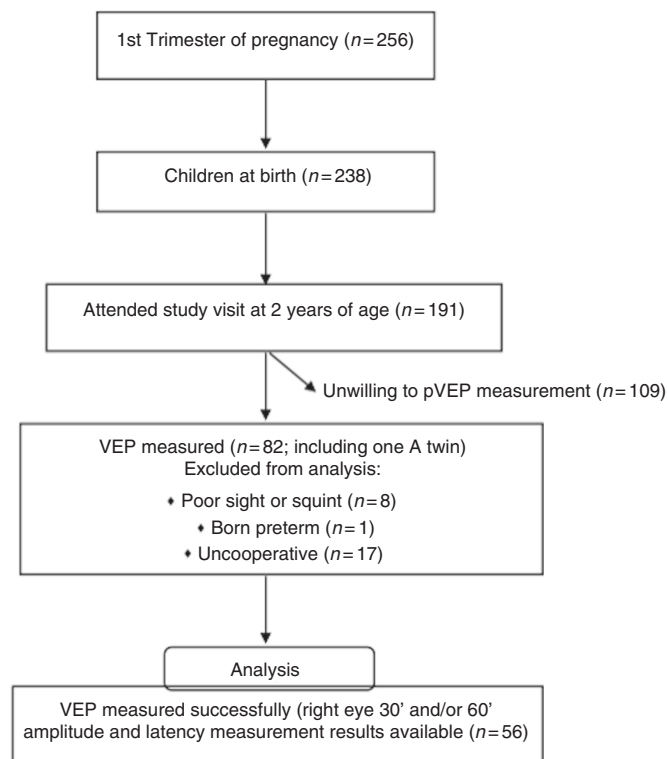 1st Trimester of pregnancy (n=256)
Children at birth (n=238)
Attended study visit at 2 years of age (n=191)
Unwilling to pVEP measurement (n=109)
VEP measured (n=82; including one A twin)
Excluded from analysis:
♦ Poor sight or squint (n=8)
♦ Born preterm (n=1)
♦ Uncooperative (n=17)
Analysis
VEP measured successfully (right eye 30' and/or 60'
amplitude and latency measurement results available (n=56)